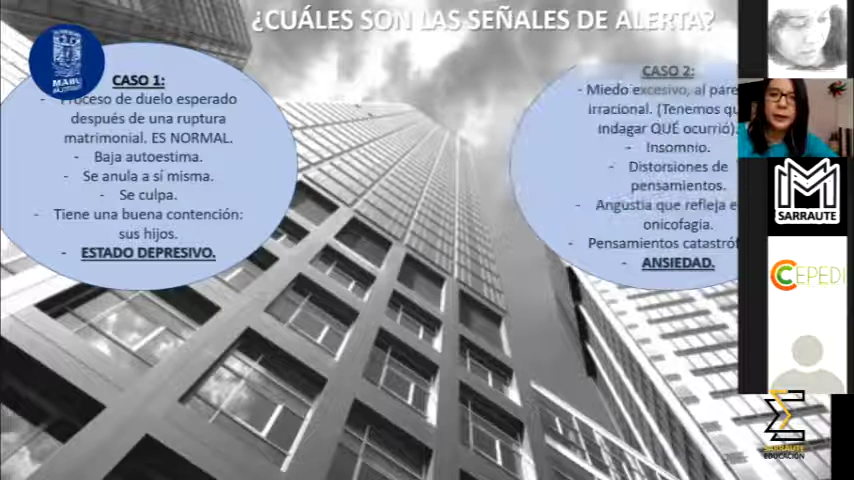 ¿CUÁLES SON LAS SEÑALES DE ALERTA?
MABU
CASO 1:
- Proceso de duelo esperado
después de una ruptura
matrimonial. ES NORMAL.
- Baja autoestima.
- Se anula a sí misma.
- Se culpa.
- Tiene una buena contención:
sus hijos.
- ESTADO DEPRESIVO.
CASO 2:
- Miedo excesivo, al pare
irracional. (Tenemos qu
indagar QUÉ ocurrió).
- Insomnio.
- Distorsiones de
pensamientos.
- Angustia que refleja e
onicofagia.
- Pensamientos catastróf
- ANSIEDAD.
SARRAUTE
CEPEDI
SARRAUTE
EDUCACIÓN